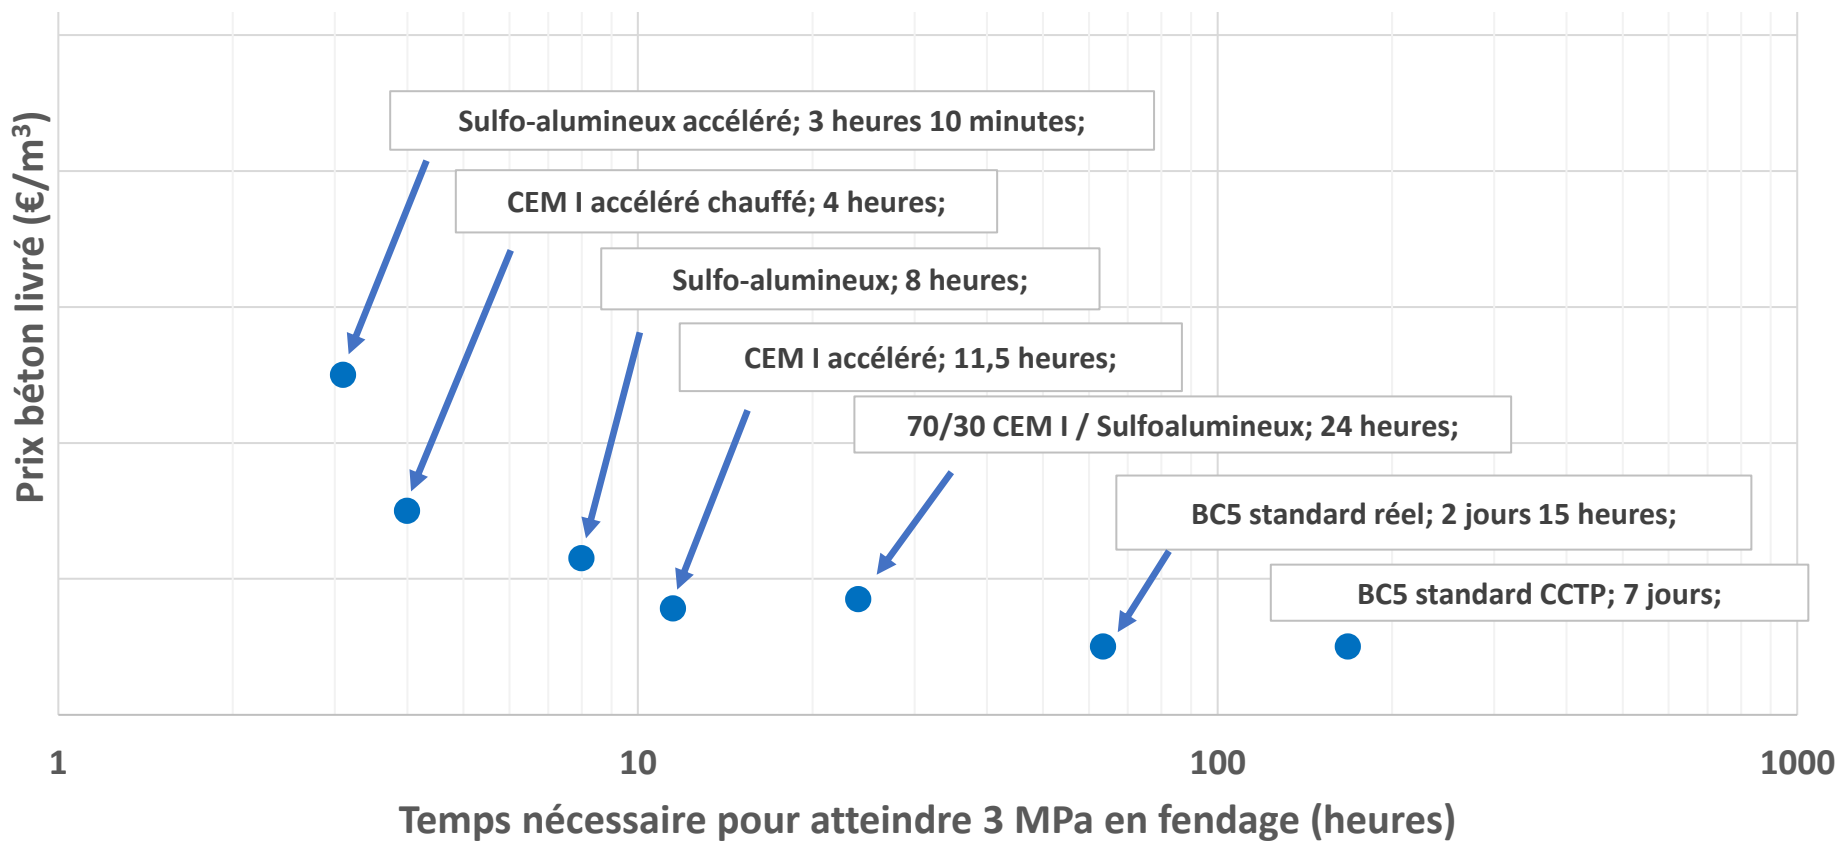 Prix béton livré (€/m³)
Sulfo-alumineux accéléré; 3 heures 10 minutes;
CEM I accéléré chauffé; 4 heures;
Sulfo-alumineux; 8 heures;
CEM I accéléré; 11,5 heures;
70/30 CEM I / Sulfoalumineux; 24 heures;
BC5 standard réel; 2 jours 15 heures;
BC5 standard CCTP; 7 jours;
1
10
100
1000
Temps nécessaire pour atteindre 3 MPa en fendage (heures)